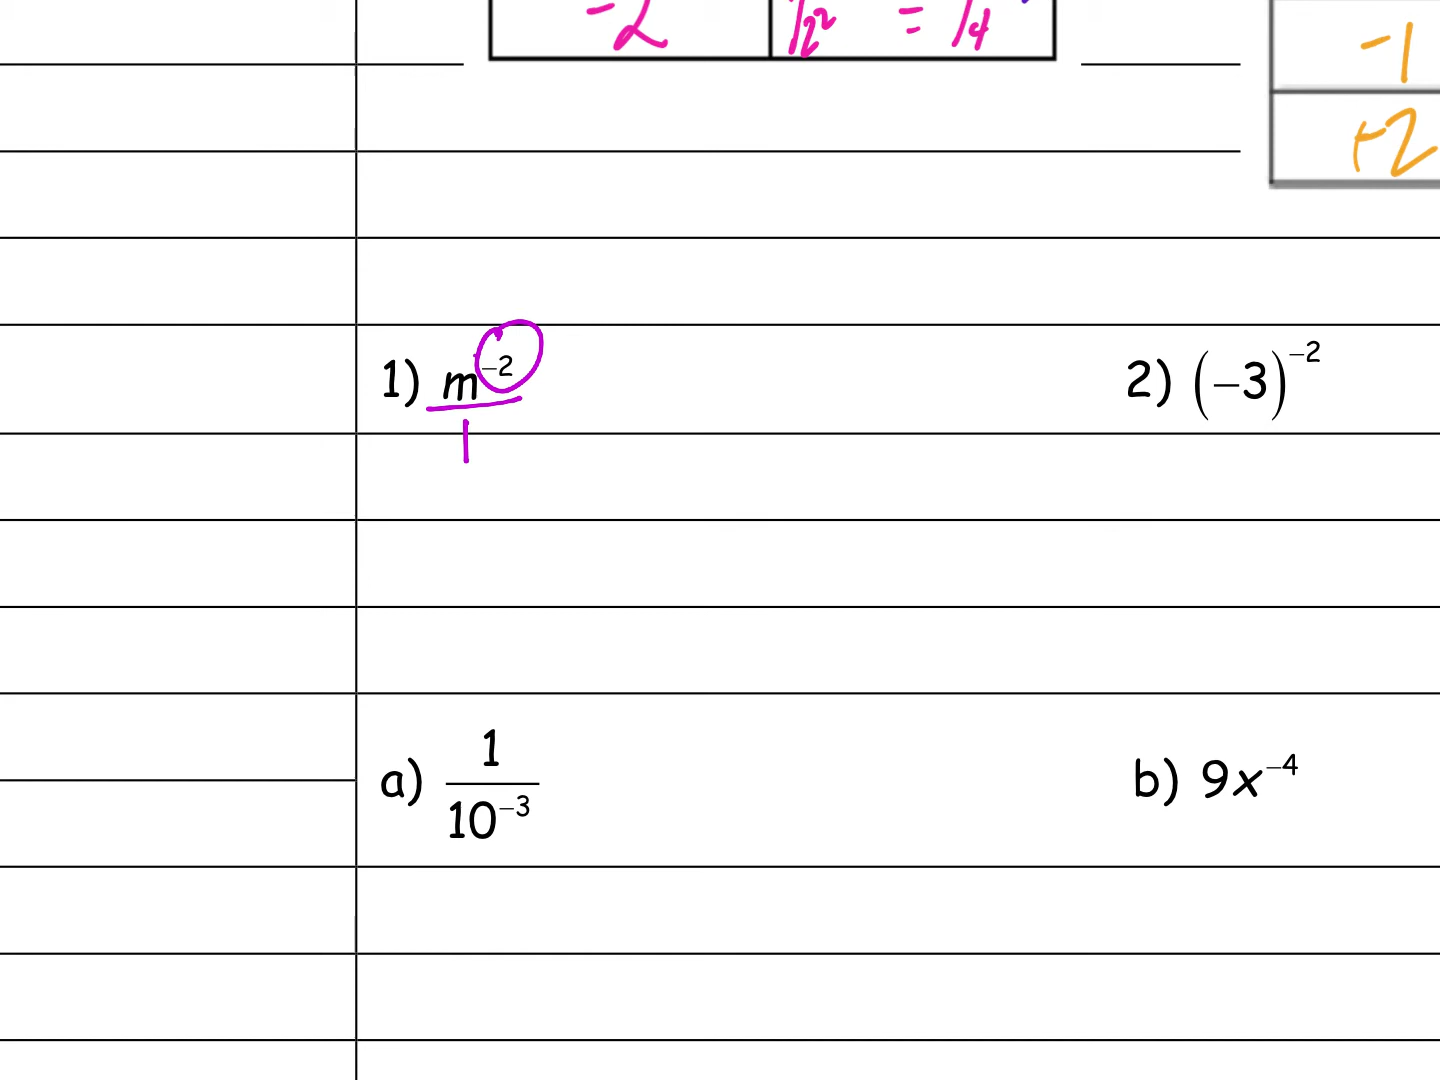 -2 1/2² = 1/4
-1
+2
1) m⁻² 2) (−3)⁻²
1
a) 1/10⁻³ b) 9x⁻⁴